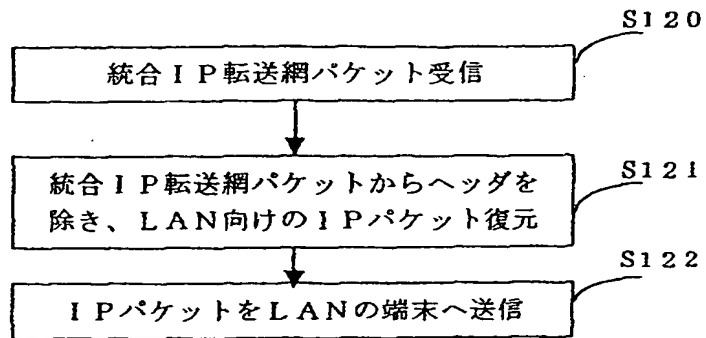 S120
統合IP転送網パケット受信
S121
統合IP転送網パケットからヘッダを
除き、LAN向けのIPパケット復元
S122
IPパケットをLANの端末へ送信